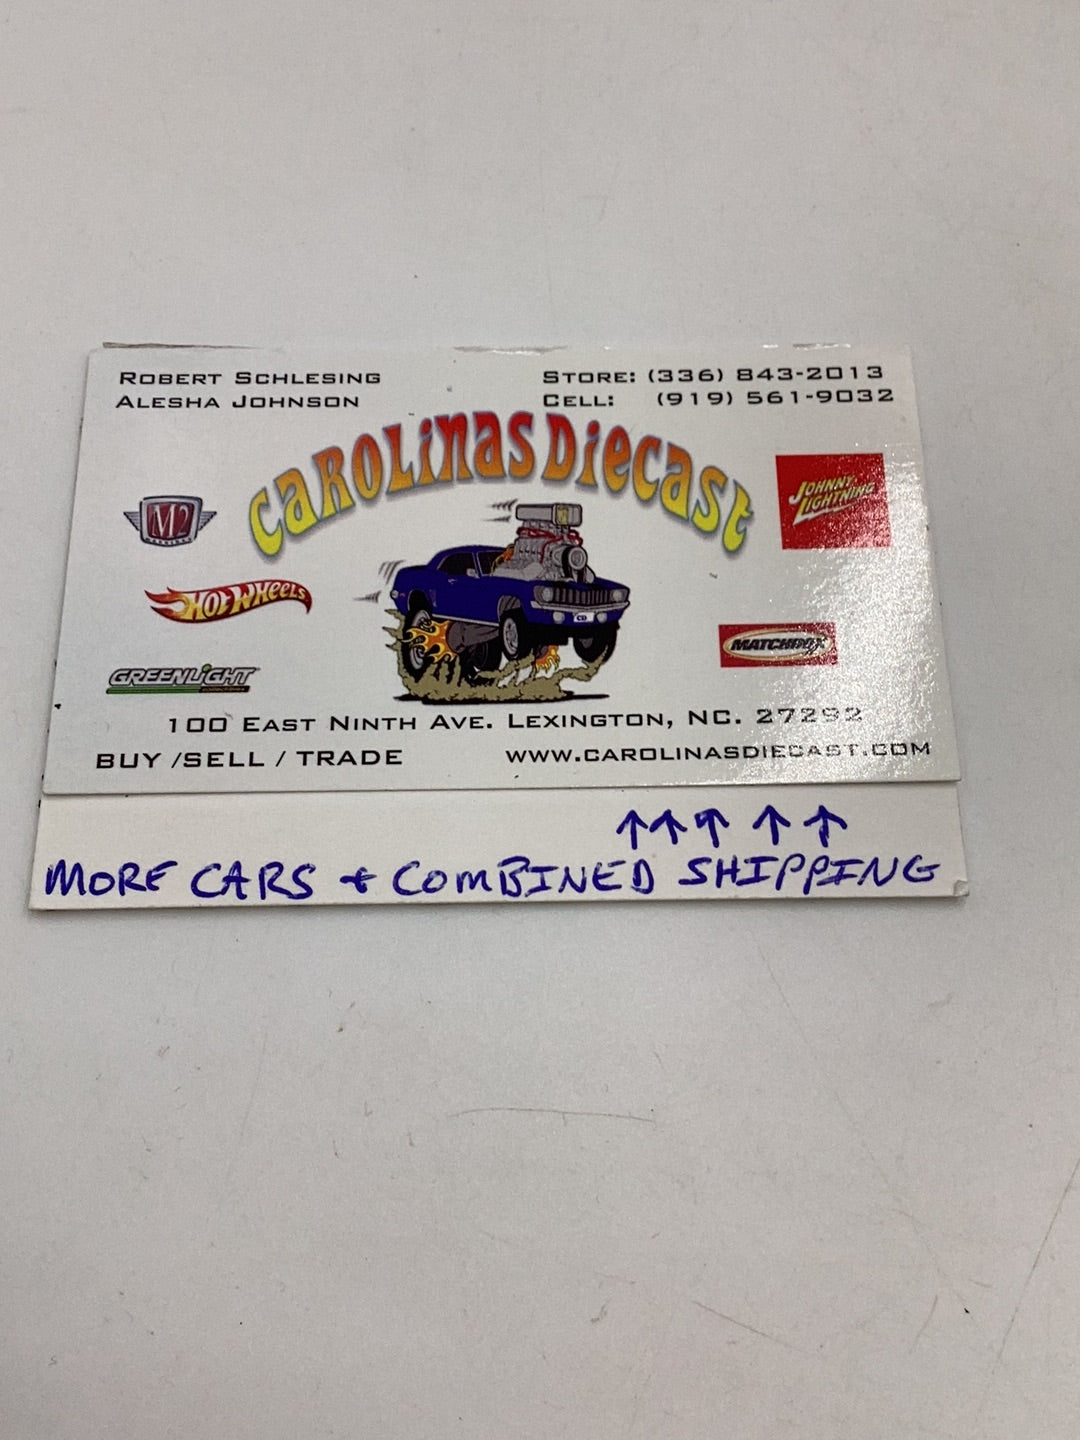 ROBERT SCHLESING
ALESHA JOHNSON
STORE: (336) 843-2013
CELL: (919) 561-9032
CAROLINAS DIECAST
M2
JOHNNY
LIGHTNING
HOT WHEELS
CD
MATCHBOX
GREENLIGHT
100 EAST NINTH AVE. LEXINGTON, NC. 27292
BUY /SELL / TRADE
WWW.CAROLINASDIECAST.COM
↑↑↑↑↑
MORE CARS + COMBINED SHIPPING